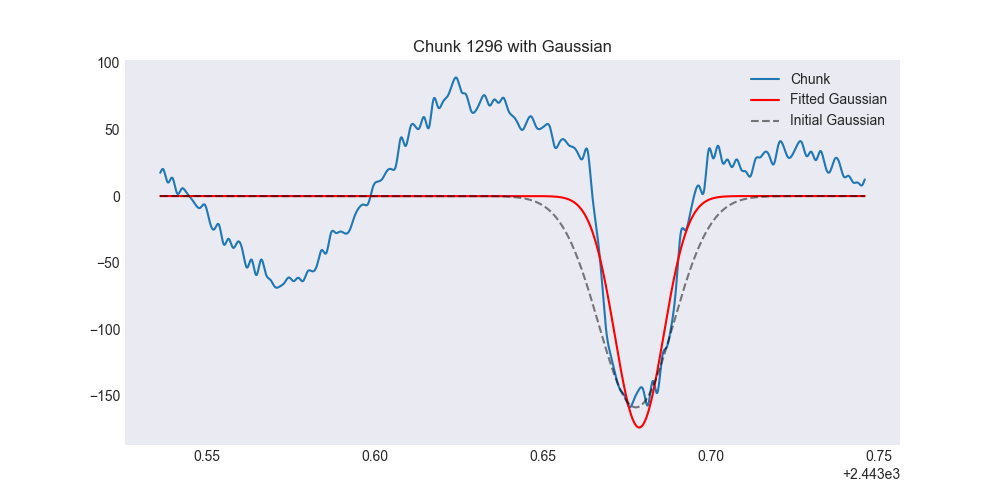 Chunk 1296 with Gaussian
100
50
0
−50
−100
−150
Chunk
Fitted Gaussian
Initial Gaussian
0.55 0.60 0.65 0.70 0.75
+2.443e3